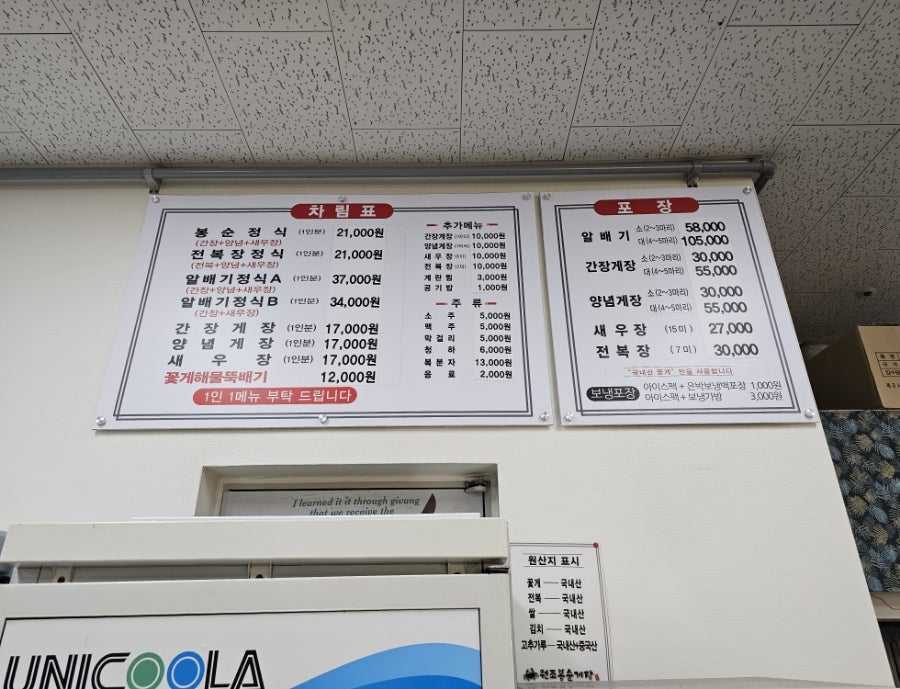 차림표
봉순정식 (1인분) 21,000원
(간장+양념+새우장)
전복장정식 (1인분) 21,000원
(전복+양념+새우장)
알배기정식A (1인분) 37,000원
(간장+양념+새우장)
알배기정식B (1인분) 34,000원
(간장+새우장)
간장게장 (1인분) 17,000원
양념게장 (1인분) 17,000원
새우장 (1인분) 17,000원
꽃게해물뚝배기 12,000원
1인 1메뉴 부탁 드립니다
추가메뉴
간장게장 10,000원
양념게장 10,000원
새우장 10,000원
전복장 10,000원
계란찜 3,000원
공기밥 1,000원
주류
소주 5,000원
맥주 5,000원
막걸리 5,000원
청하 6,000원
복분자 13,000원
음료 2,000원
포장
알배기 소(2~3마리) 58,000
대(4~5마리) 105,000
간장게장 소(2~3마리) 30,000
대(4~5마리) 55,000
양념게장 소(2~3마리) 30,000
대(4~5마리) 55,000
새우장 (15미) 27,000
전복장 (7미) 30,000
"국내산 꽃게" 만을 사용합니다
보냉포장 아이스팩 + 은박보냉백포장 1,000원
아이스팩 + 보냉가방 3,000원
I learned it it through givung
that we receive the
원산지 표시
꽃게 국내산
전복 국내산
쌀 국내산
김치 국내산
고추가루 국내산+중국산
원조봉순게장
UNICOOLA